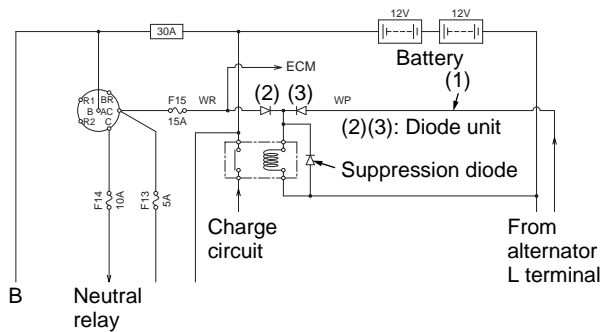 12V
12V
30A
Battery
ECM
(1)
R1
BR
B
AC
R2
C
F15
15A
WR
(2)
(3)
WP
(2)(3): Diode unit
Suppression diode
F14
10A
F13
5A
Charge
circuit
From
alternator
L terminal
B
Neutral
relay